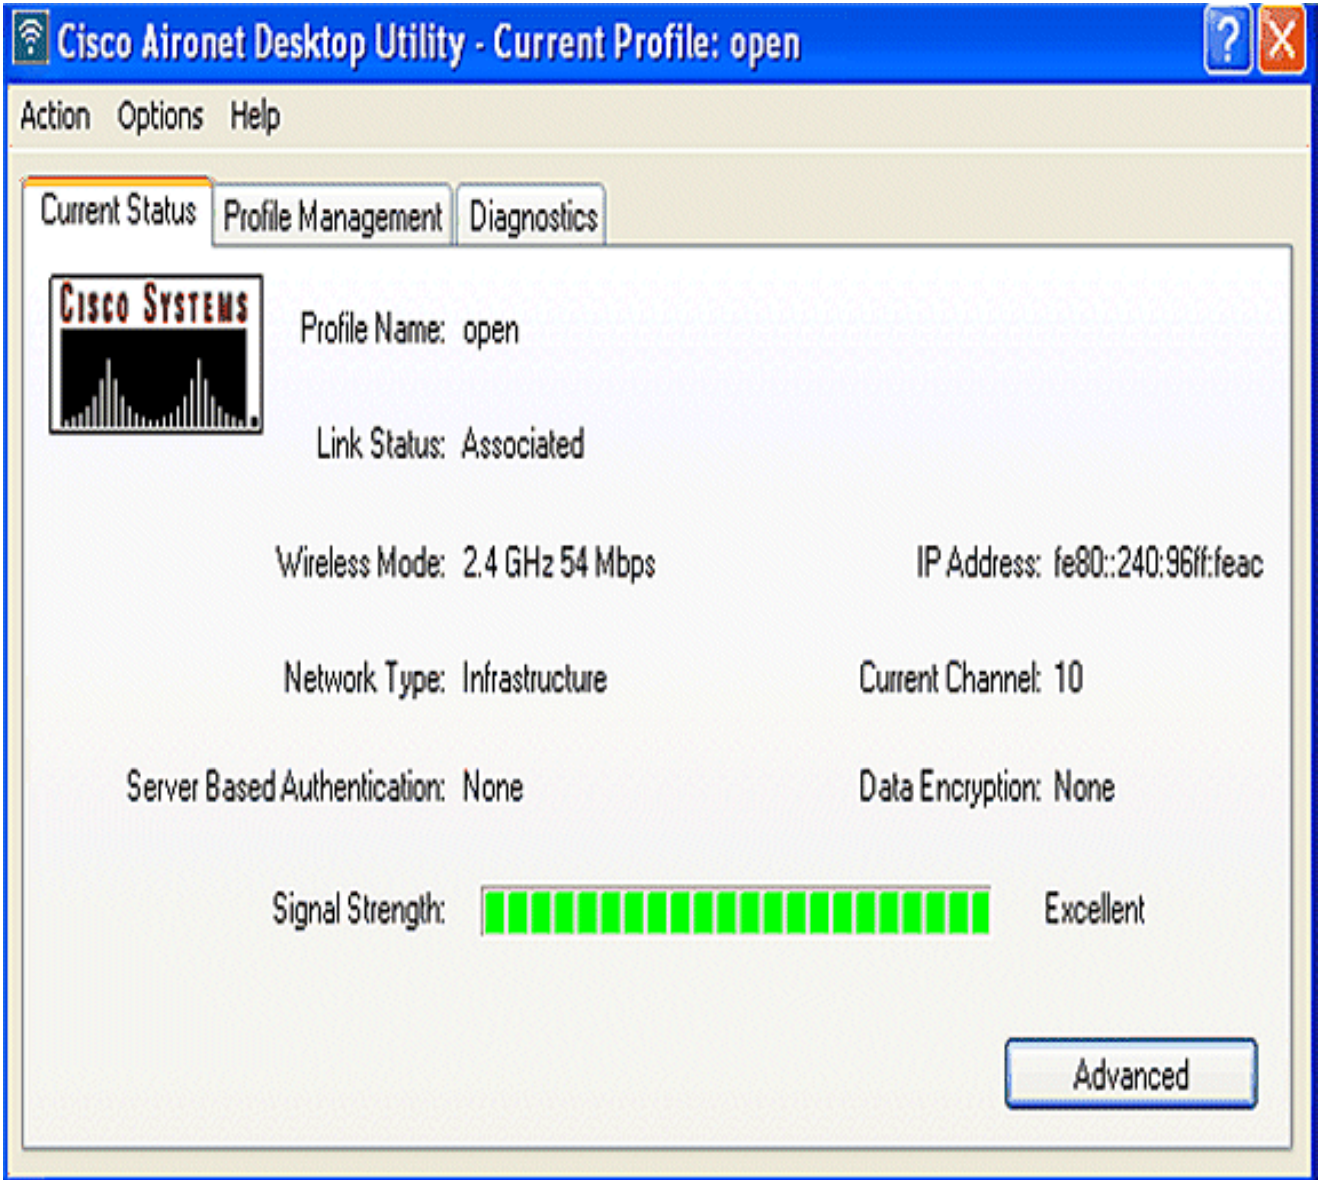 Cisco Aironet Desktop Utility - Current Profile: open
?
X
Action Options Help
Current Status Profile Management Diagnostics
CISCO SYSTEMS
Profile Name: open
Link Status: Associated
Wireless Mode: 2.4 GHz 54 Mbps IP Address: fe80::240:96ff:feac
Network Type: Infrastructure Current Channel: 10
Server Based Authentication: None Data Encryption: None
Signal Strength: Excellent
Advanced